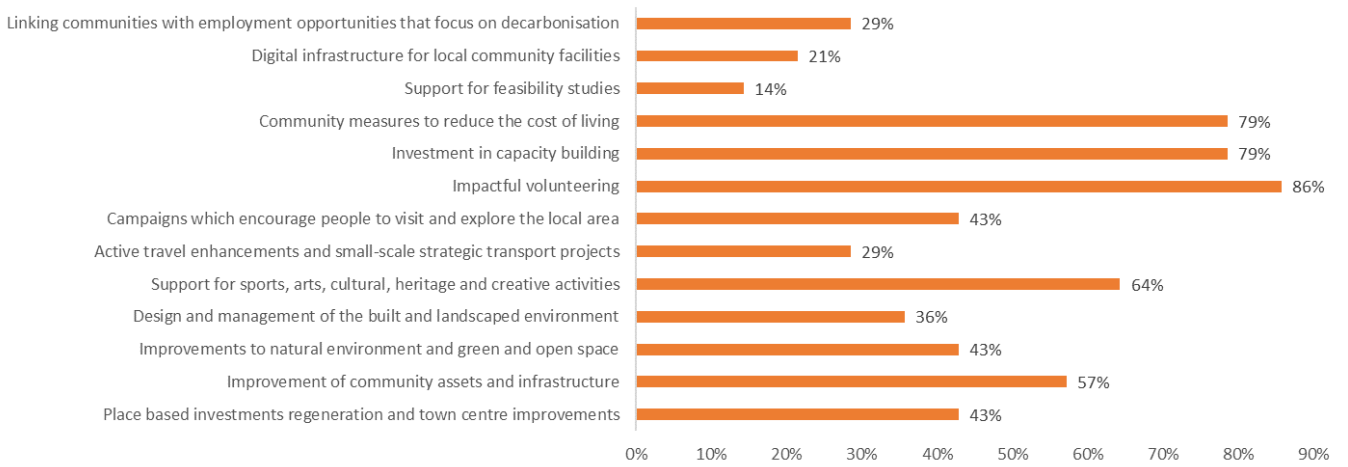 Linking communities with employment opportunities that focus on decarbonisation 29%
Digital infrastructure for local community facilities 21%
Support for feasibility studies 14%
Community measures to reduce the cost of living 79%
Investment in capacity building 79%
Impactful volunteering 86%
Campaigns which encourage people to visit and explore the local area 43%
Active travel enhancements and small-scale strategic transport projects 29%
Support for sports, arts, cultural, heritage and creative activities 64%
Design and management of the built and landscaped environment 36%
Improvements to natural environment and green and open space 43%
Improvement of community assets and infrastructure 57%
Place based investments regeneration and town centre improvements 43%
0% 10% 20% 30% 40% 50% 60% 70% 80% 90%